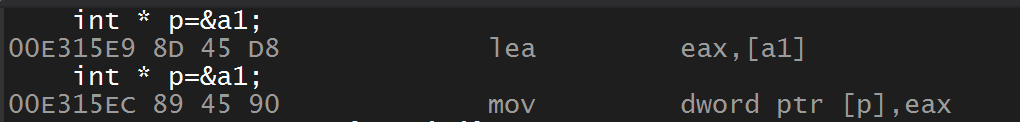 int * p=&a1;
00E315E9 8D 45 D8 lea eax,[a1]
int * p=&a1;
00E315EC 89 45 90 mov dword ptr [p],eax